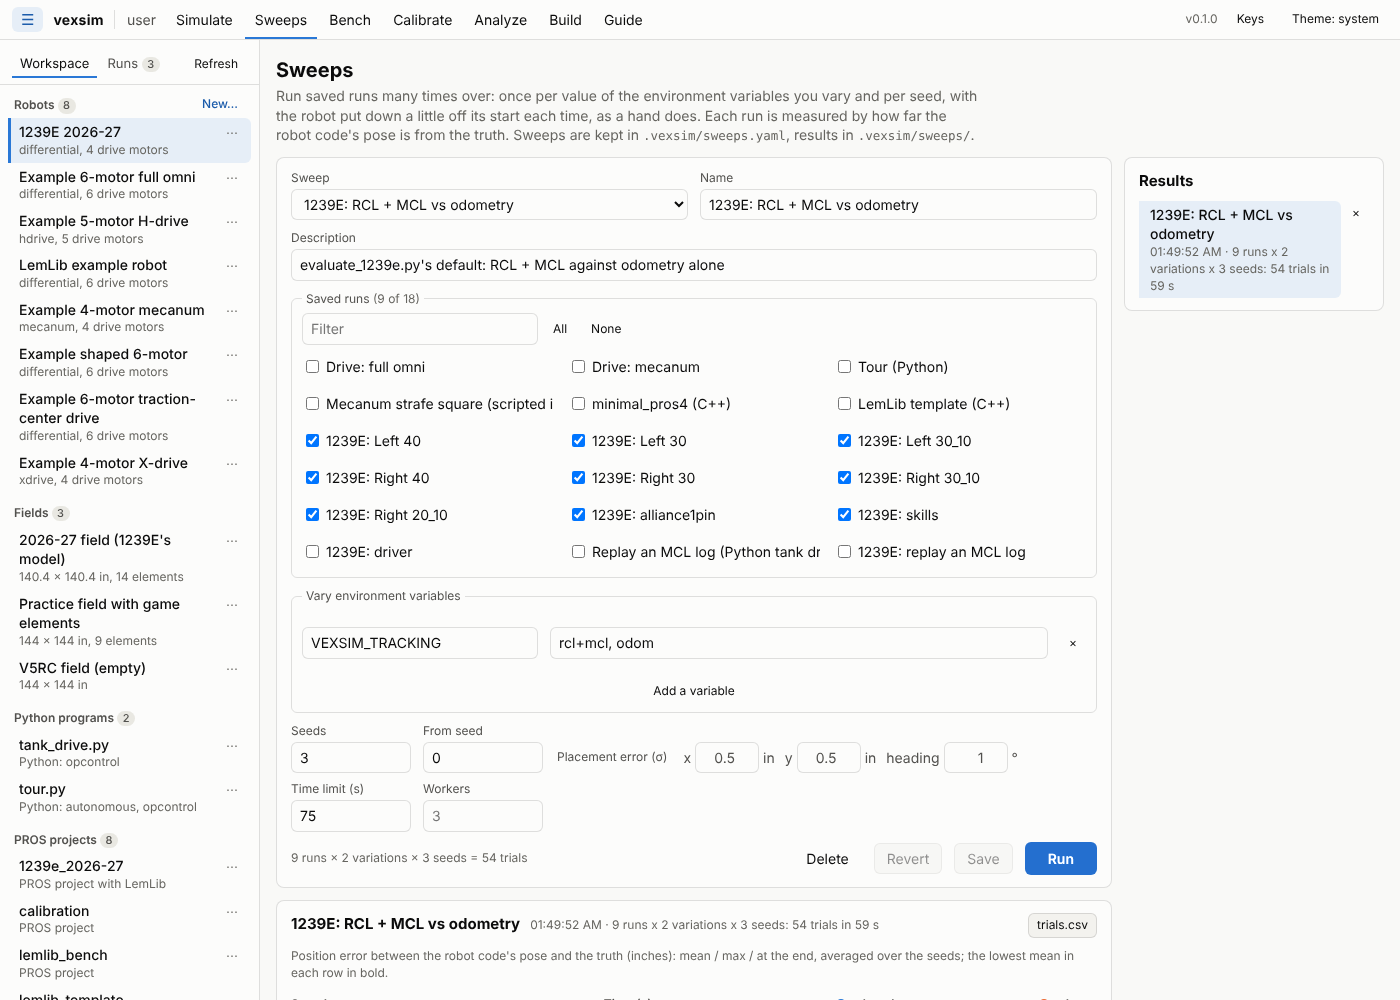 ☰ vexsim user Simulate Sweeps Bench Calibrate Analyze Build Guide v0.1.0 Keys Theme: system
Workspace Runs 3 Refresh
Robots 8 New...
1239E 2026-27 ...
differential, 4 drive motors
Example 6-motor full omni ...
differential, 6 drive motors
Example 5-motor H-drive ...
hdrive, 5 drive motors
LemLib example robot ...
differential, 6 drive motors
Example 4-motor mecanum ...
mecanum, 4 drive motors
Example shaped 6-motor ...
differential, 6 drive motors
Example 6-motor traction-
center drive ...
differential, 6 drive motors
Example 4-motor X-drive ...
xdrive, 4 drive motors
Fields 3
2026-27 field (1239E's
model) ...
140.4 × 140.4 in, 14 elements
Practice field with game
elements ...
144 × 144 in, 9 elements
V5RC field (empty) ...
144 × 144 in
Python programs 2
tank_drive.py ...
Python: opcontrol
tour.py ...
Python: autonomous, opcontrol
PROS projects 8
1239e_2026-27 ...
PROS project with LemLib
calibration ...
PROS project
lemlib_bench ...
PROS project
Sweeps
Run saved runs many times over: once per value of the environment variables you vary and per seed, with
the robot put down a little off its start each time, as a hand does. Each run is measured by how far the
robot code's pose is from the truth. Sweeps are kept in .vexsim/sweeps.yaml, results in .vexsim/sweeps/.
Sweep Name
1239E: RCL + MCL vs odometry 1239E: RCL + MCL vs odometry
Description
evaluate_1239e.py's default: RCL + MCL against odometry alone
Saved runs (9 of 18)
Filter All None
Drive: full omni Drive: mecanum Tour (Python)
Mecanum strafe square (scripted i minimal_pros4 (C++) LemLib template (C++)
1239E: Left 40 1239E: Left 30 1239E: Left 30_10
1239E: Right 40 1239E: Right 30 1239E: Right 30_10
1239E: Right 20_10 1239E: alliance1pin 1239E: skills
1239E: driver Replay an MCL log (Python tank dr 1239E: replay an MCL log
Vary environment variables
VEXSIM_TRACKING rcl+mcl, odom ×
Add a variable
Seeds From seed
3 0 Placement error (σ) x 0.5 in y 0.5 in heading 1 °
Time limit (s) Workers
75 3
9 runs × 2 variations × 3 seeds = 54 trials Delete Revert Save Run
1239E: RCL + MCL vs odometry 01:49:52 AM · 9 runs x 2 variations x 3 seeds: 54 trials in 59 s trials.csv
Position error between the robot code's pose and the truth (inches): mean / max / at the end, averaged over the seeds; the lowest mean in
each row in bold.
Results
1239E: RCL + MCL vs
odometry ×
01:49:52 AM · 9 runs x 2
variations x 3 seeds: 54 trials in
59 s